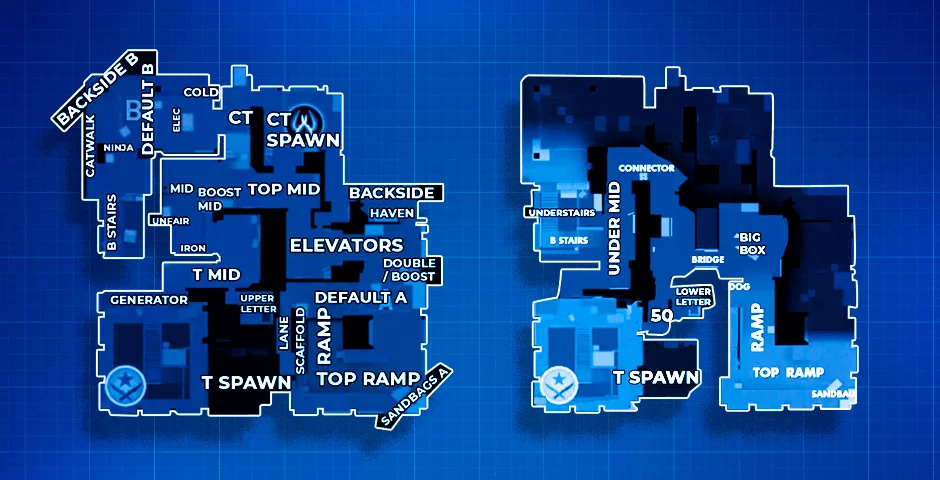 BACKSIDE B
DEFAULT B
COLD
B
ELEC
CATWALK
NINJA
CT
CT
SPAWN
MID
BOOST
MID
TOP MID
BACKSIDE
HAVEN
B STAIRS
UNFAIR
IRON
ELEVATORS
T MID
DOUBLE
/ BOOST
GENERATOR
UPPER
LETTER
DEFAULT A
LANE
SCAFFOLD
RAMP
T SPAWN
TOP RAMP
SANDBAGS A
CONNECTOR
UNDERSTAIRS
B STAIRS
UNDER MID
BIG
BOX
BRIDGE
LOWER
LETTER
DOG
50
RAMP
T SPAWN
TOP RAMP
SANDBAG